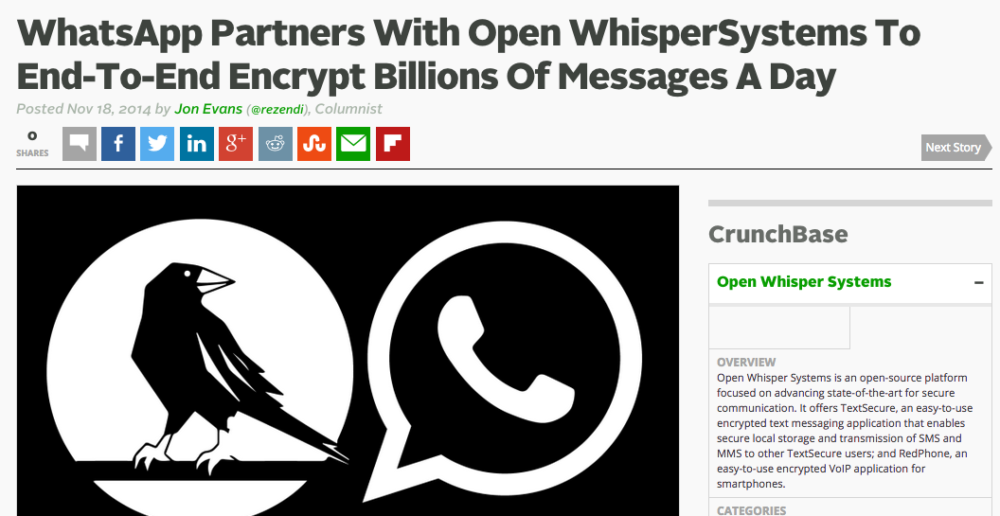 WhatsApp Partners With Open WhisperSystems To
End-To-End Encrypt Billions Of Messages A Day
Posted Nov 18, 2014 by Jon Evans (@rezendi), Columnist
0
SHARES
f
in
g+
Next Story
CrunchBase
Open Whisper Systems
–
OVERVIEW
Open Whisper Systems is an open-source platform
focused on advancing state-of-the-art for secure
communication. It offers TextSecure, an easy-to-use
encrypted text messaging application that enables
secure local storage and transmission of SMS and
MMS to other TextSecure users; and RedPhone, an
easy-to-use encrypted VoIP application for
smartphones.
CATEGORIES